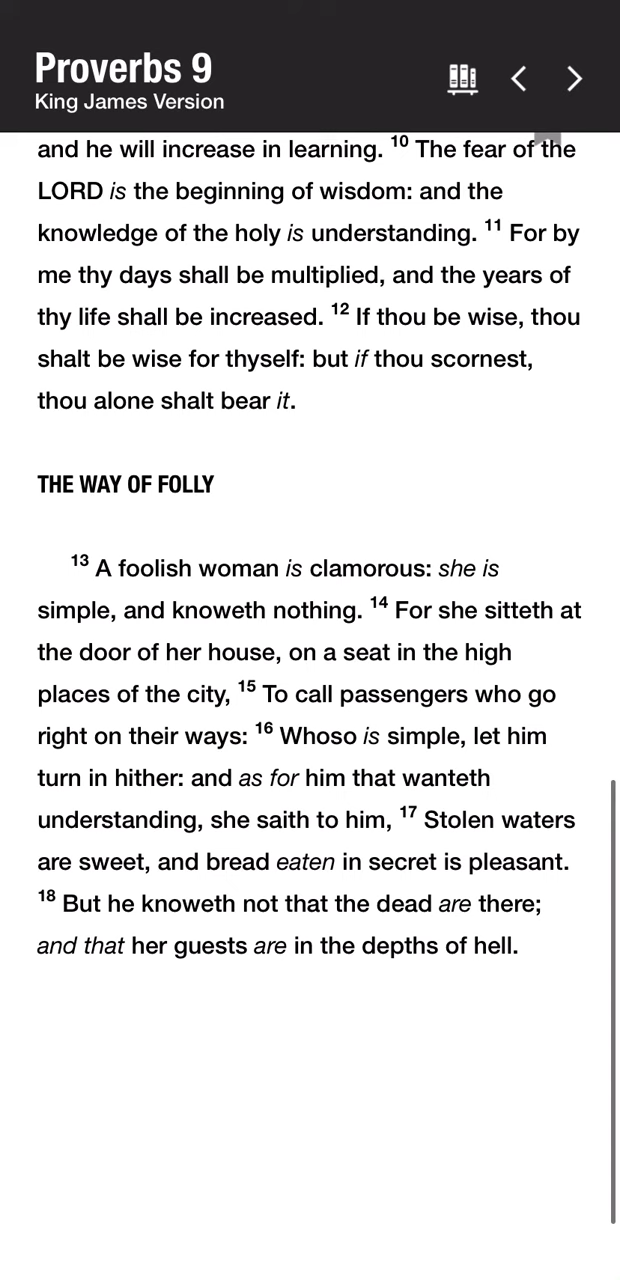 Proverbs 9
King James Version
and he will increase in learning. 10 The fear of the
LORD is the beginning of wisdom: and the
knowledge of the holy is understanding. 11 For by
me thy days shall be multiplied, and the years of
thy life shall be increased. 12 If thou be wise, thou
shalt be wise for thyself: but if thou scornest,
thou alone shalt bear it.
THE WAY OF FOLLY
13 A foolish woman is clamorous: she is
simple, and knoweth nothing. 14 For she sitteth at
the door of her house, on a seat in the high
places of the city, 15 To call passengers who go
right on their ways: 16 Whoso is simple, let him
turn in hither: and as for him that wanteth
understanding, she saith to him, 17 Stolen waters
are sweet, and bread eaten in secret is pleasant.
18 But he knoweth not that the dead are there;
and that her guests are in the depths of hell.